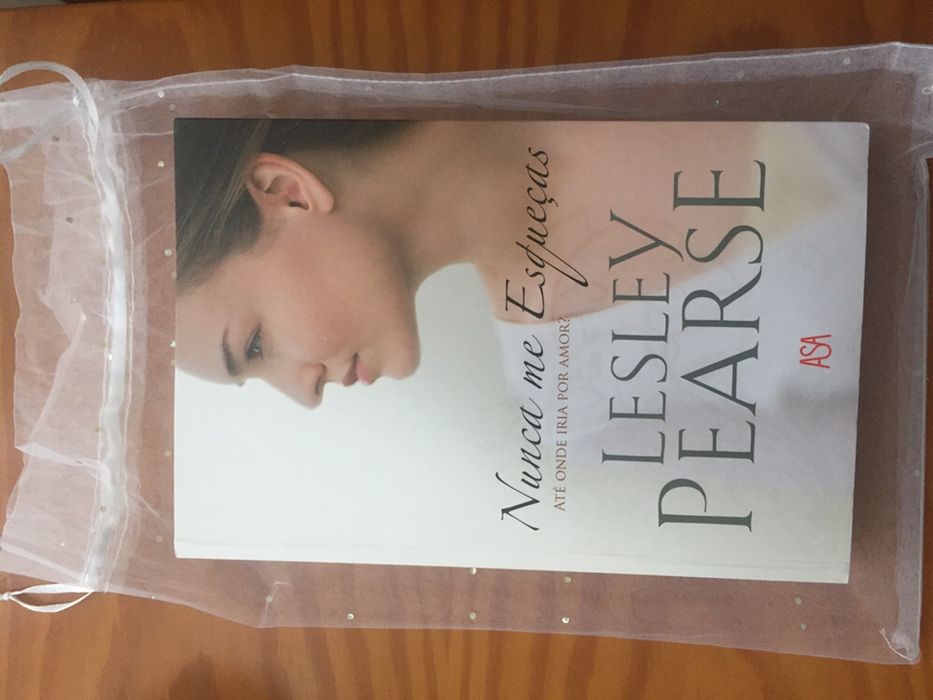 Nunca me Esqueças
ATÉ ONDE IRIA POR AMOR?
LESLEY
PEARSE
ASA